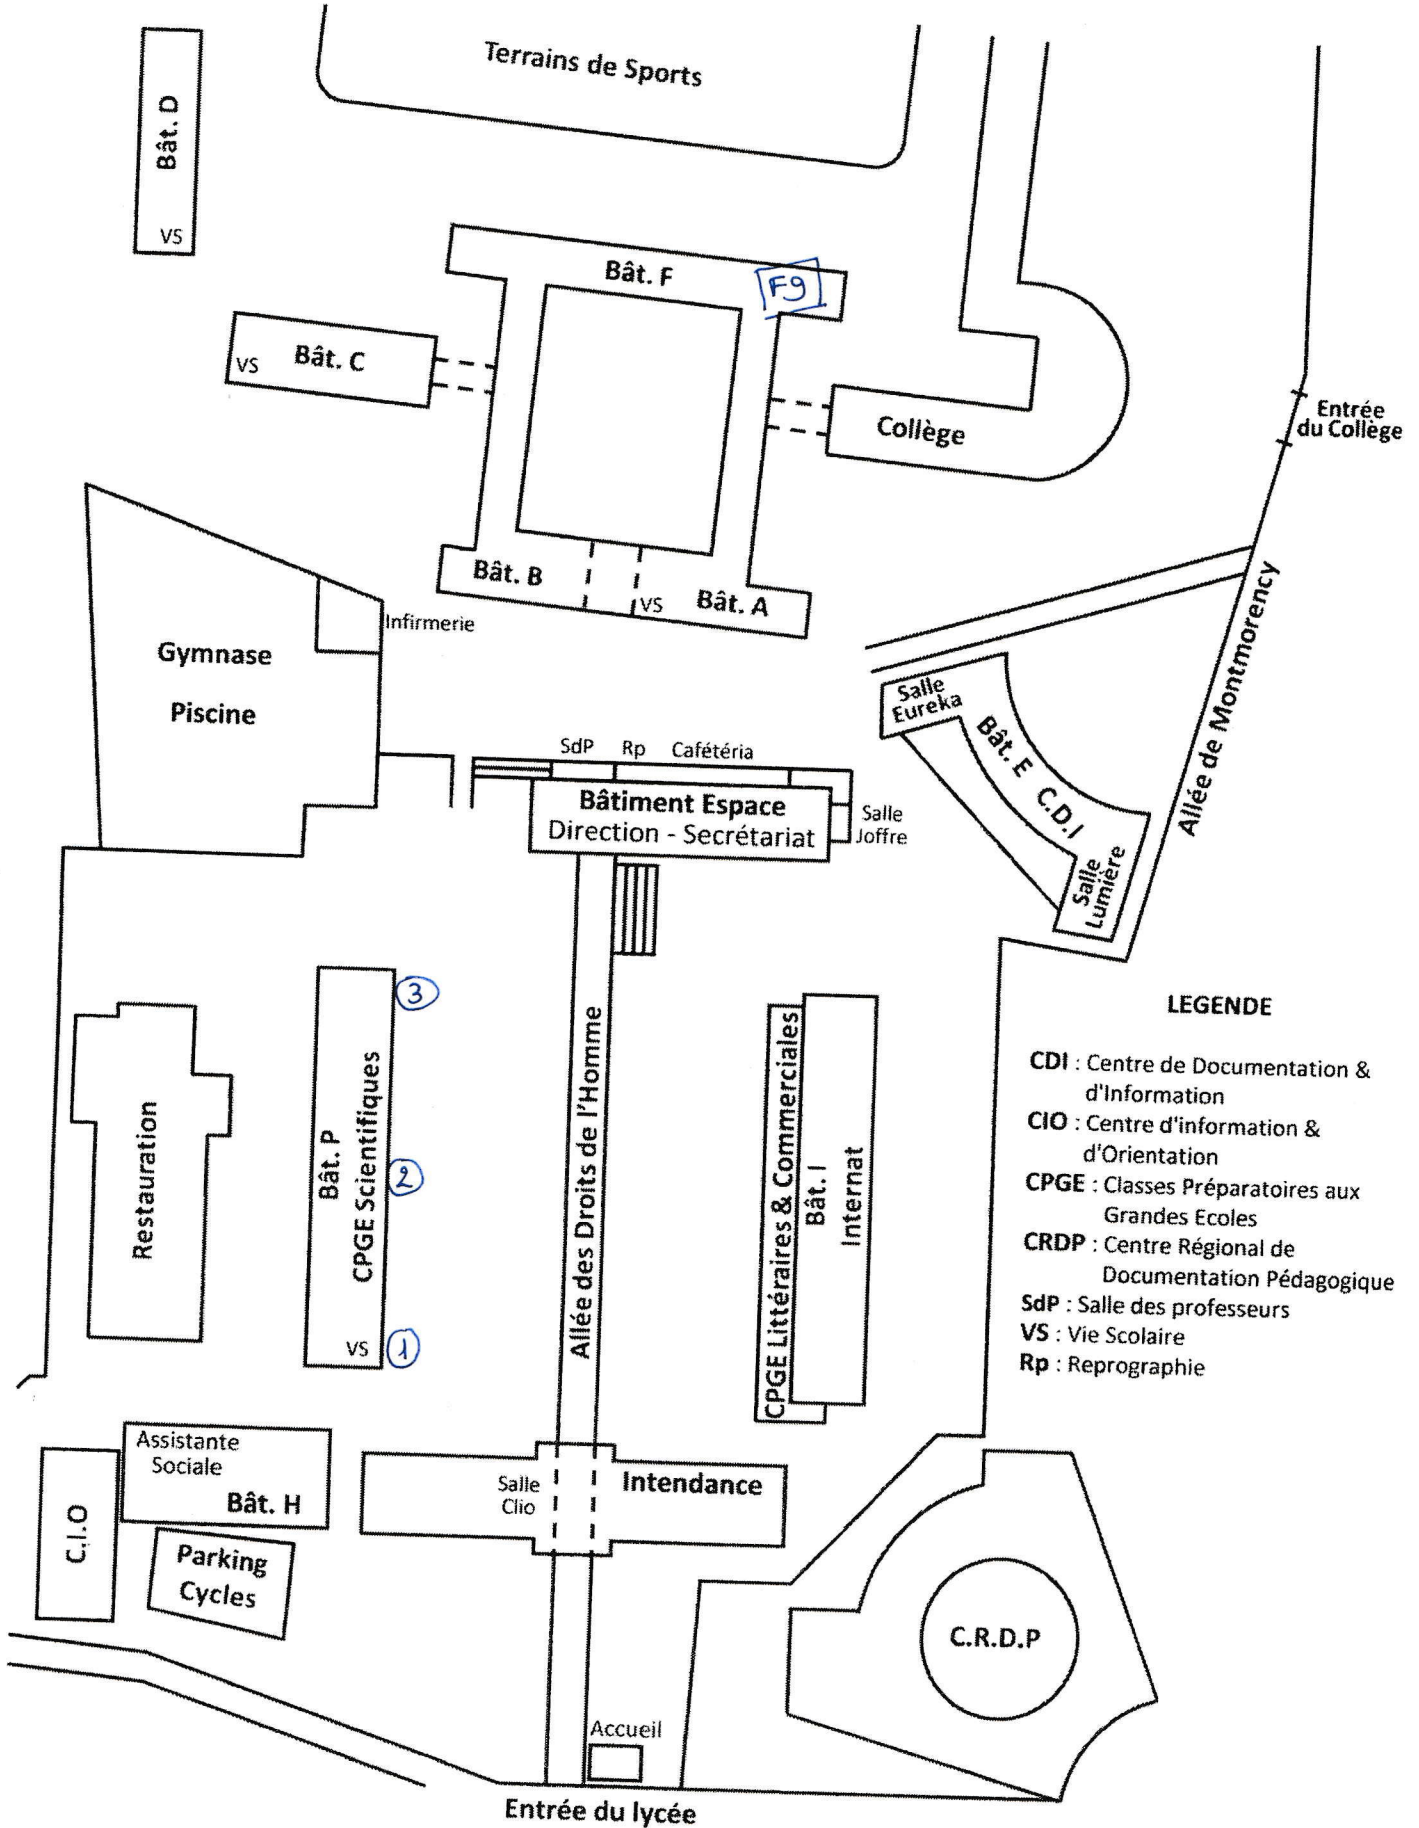 Terrains de Sports
Bât. D
VS
Bât. F
F9
Bât. C
VS
Collège
Entrée
du Collège
Bât. B
VS
Bât. A
Infirmerie
Gymnase
Piscine
Salle
Eureka
Bât. E C.D.I
Salle
Lumière
Allée de Montmorency
SdP Rp Cafétéria
Bâtiment Espace
Direction - Secrétariat
Salle
Joffre
3
2
1
Restauration
Bât. P
CPGE Scientifiques
VS
Allée des Droits de l'Homme
CPGE Littéraires & Commerciales
Bât. I
Internat
LEGENDE
CDI : Centre de Documentation &
d'Information
CIO : Centre d'information &
d'Orientation
CPGE : Classes Préparatoires aux
Grandes Ecoles
CRDP : Centre Régional de
Documentation Pédagogique
SdP : Salle des professeurs
VS : Vie Scolaire
Rp : Reprographie
Assistante
Sociale
Bât. H
C.I.O
Parking
Cycles
Salle
Clio
Intendance
C.R.D.P
Accueil
Entrée du lycée